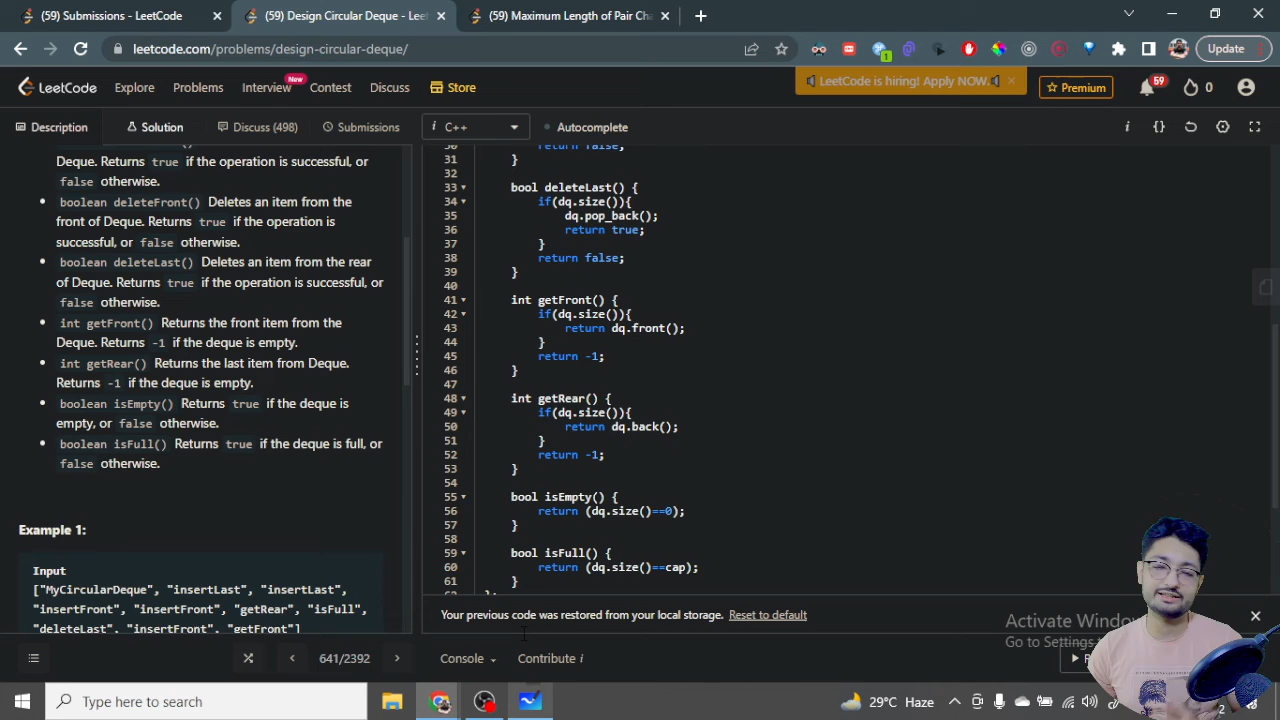 (59) Submissions - LeetCode
(59) Design Circular Deque - Lee
(59) Maximum Length of Pair Cha
leetcode.com/problems/design-circular-deque/
Update
LeetCode
Explore
Problems
Interview
New
Contest
Discuss
Store
LeetCode is hiring! Apply NOW.
Premium
59
0
Description
Solution
Discuss (498)
Submissions
C++
Autocomplete
Deque. Returns true if the operation is successful, or
false otherwise.
boolean deleteFront() Deletes an item from the
front of Deque. Returns true if the operation is
successful, or false otherwise.
boolean deleteLast() Deletes an item from the rear
of Deque. Returns true if the operation is successful, or
false otherwise.
int getFront() Returns the front item from the
Deque. Returns -1 if the deque is empty.
int getRear() Returns the last item from Deque.
Returns -1 if the deque is empty.
boolean isEmpty() Returns true if the deque is
empty, or false otherwise.
boolean isFull() Returns true if the deque is full, or
false otherwise.
Example 1:
Input
["MyCircularDeque", "insertLast", "insertLast",
"insertFront", "insertFront", "getRear", "isFull",
"deleteLast", "insertFront", "getFront"]
30 return false;
31 }
32
33 bool deleteLast() {
34 if(dq.size()){
35 dq.pop_back();
36 return true;
37 }
38 return false;
39 }
40
41 int getFront() {
42 if(dq.size()){
43 return dq.front();
44 }
45 return -1;
46 }
47
48 int getRear() {
49 if(dq.size()){
50 return dq.back();
51 }
52 return -1;
53 }
54
55 bool isEmpty() {
56 return (dq.size()==0);
57 }
58
59 bool isFull() {
60 return (dq.size()==cap);
61 }
62 };
Your previous code was restored from your local storage. Reset to default
Activate Window
Go to Settings
641/2392
Console
Contribute i
Type here to search
29°C Haze